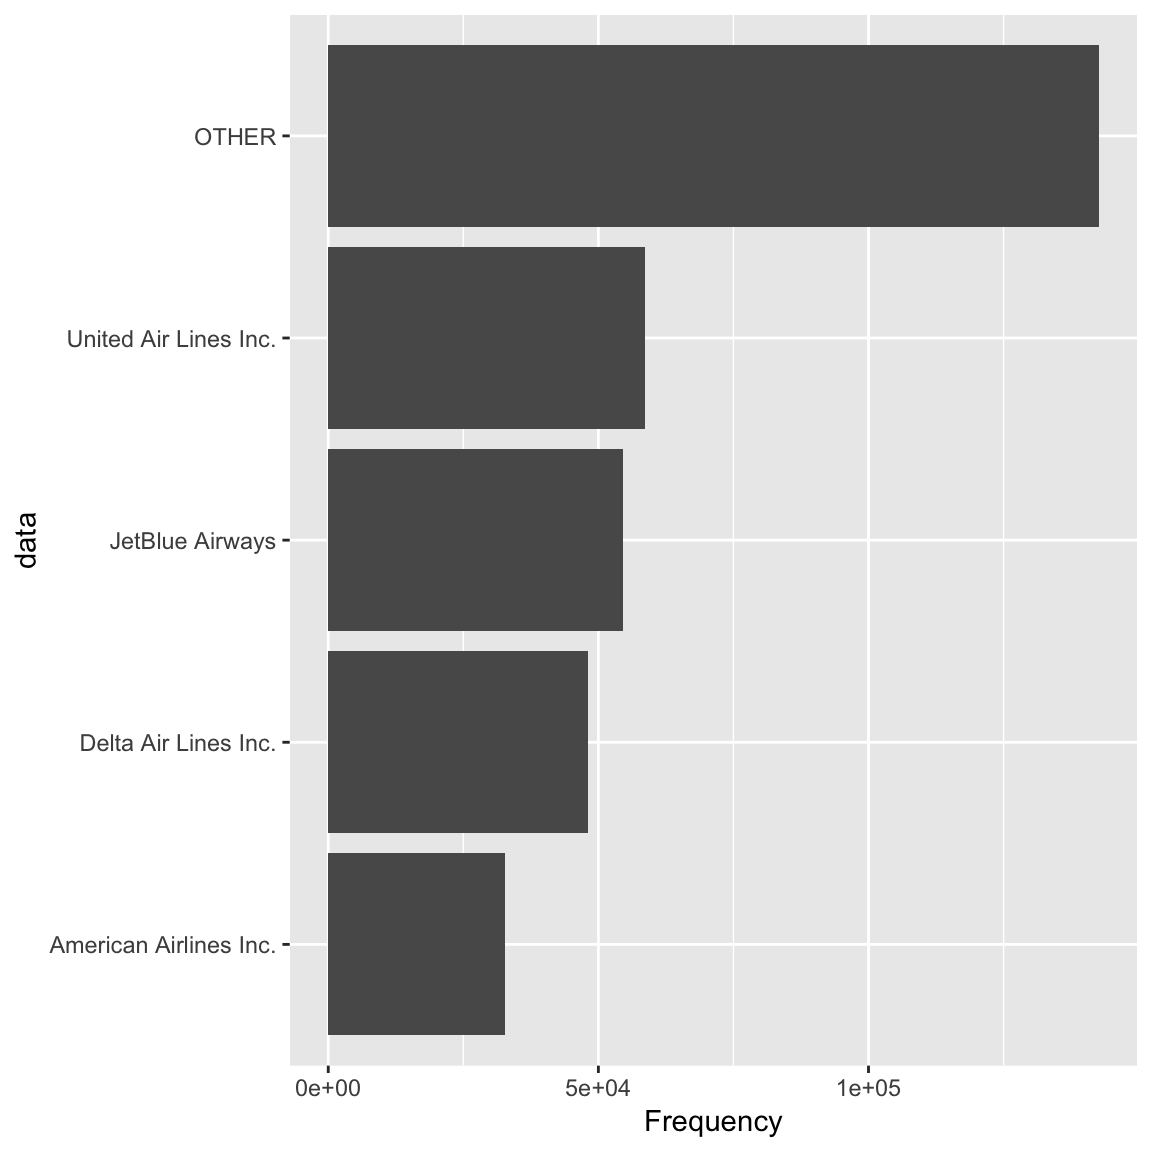 OTHER
United Air Lines Inc.
JetBlue Airways
data
Delta Air Lines Inc.
American Airlines Inc.
0e+00 5e+04 1e+05
Frequency